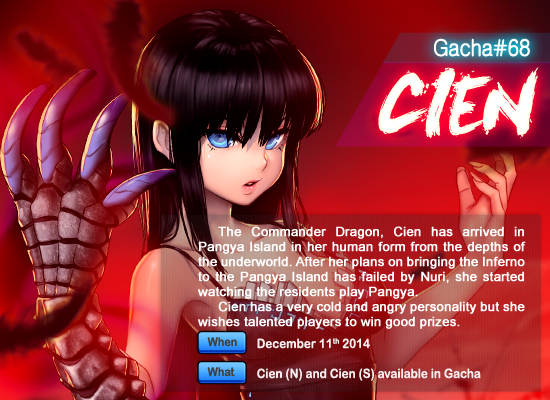 Gacha#68
CIEN
The Commander Dragon, Cien has arrived in
Pangya Island in her human form from the depths of
the underworld. After her plans on bringing the Inferno
to the Pangya Island has failed by Nuri, she started
watching the residents play Pangya.
Cien has a very cold and angry personality but she
wishes talented players to win good prizes.
When December 11th 2014
What Cien (N) and Cien (S) available in Gacha